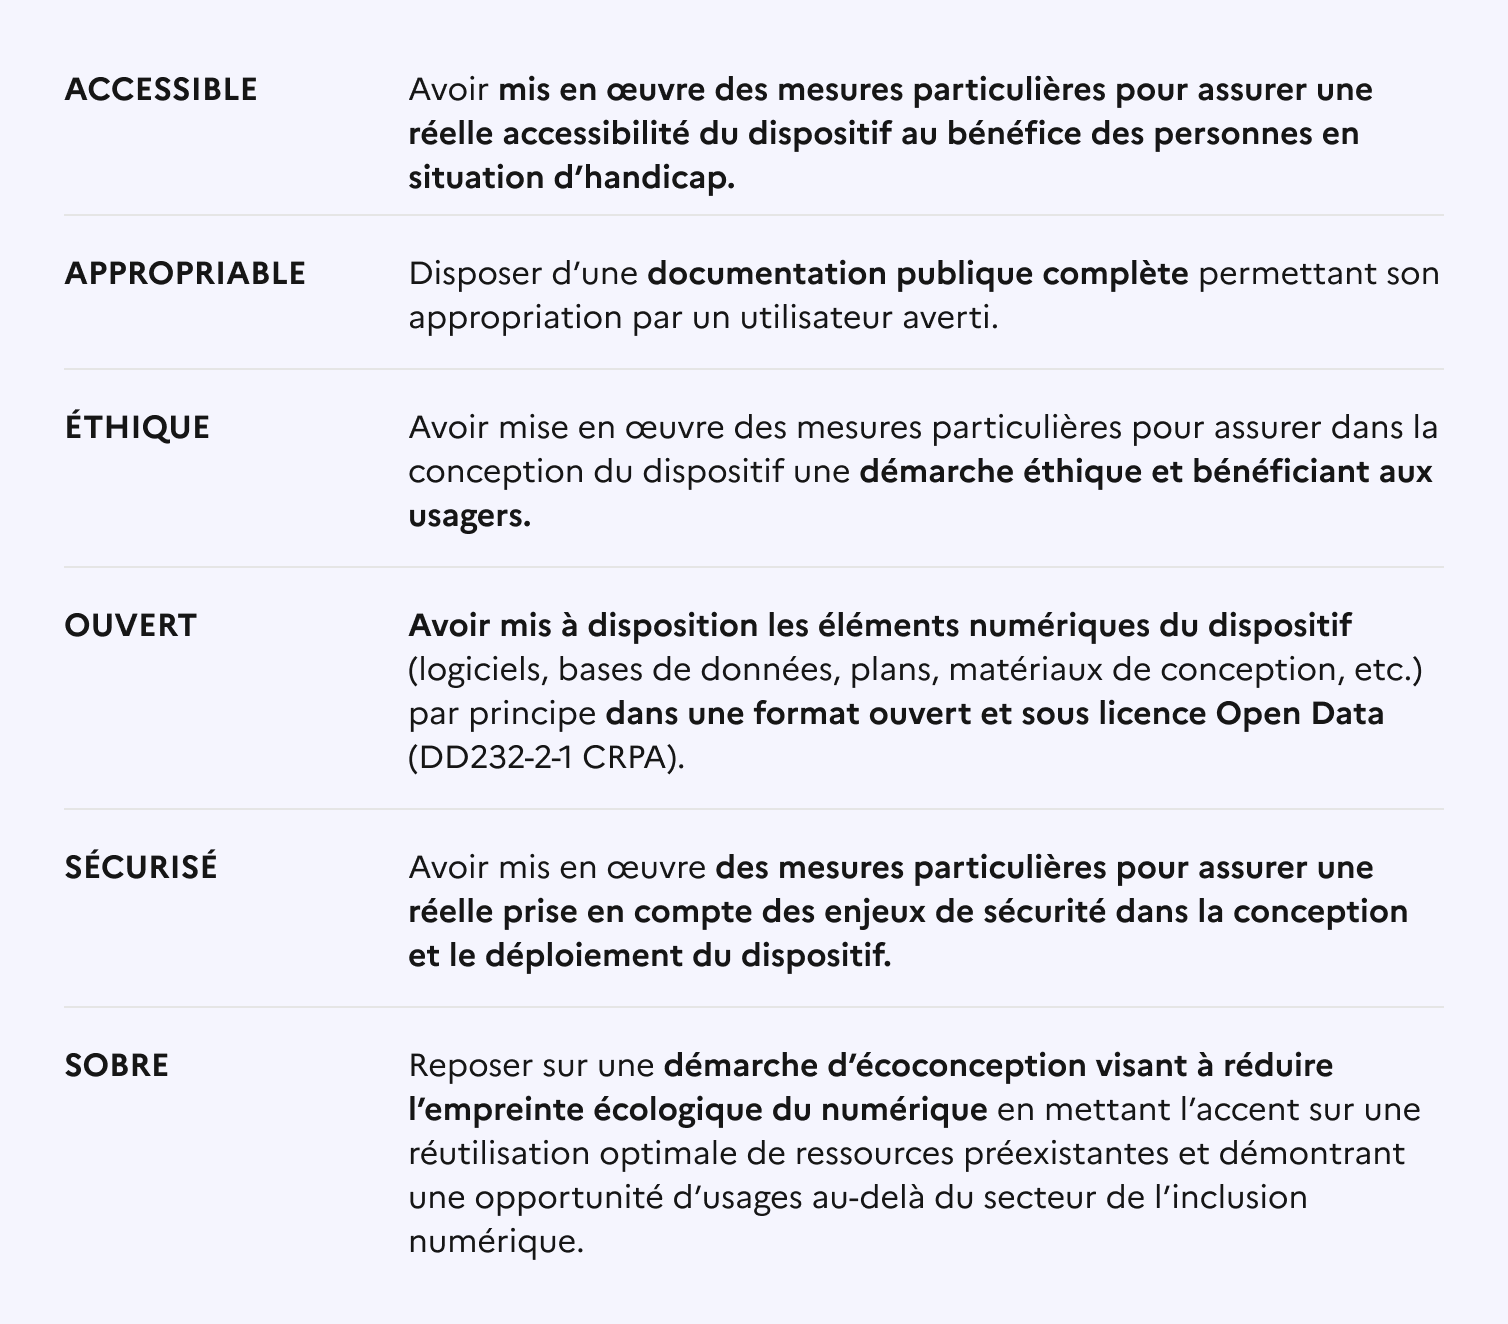 ACCESSIBLE
Avoir mis en œuvre des mesures particulières pour assurer une
réelle accessibilité du dispositif au bénéfice des personnes en
situation d’handicap.
APPROPRIABLE
Disposer d’une documentation publique complète permettant son
appropriation par un utilisateur averti.
ÉTHIQUE
Avoir mise en œuvre des mesures particulières pour assurer dans la
conception du dispositif une démarche éthique et bénéficiant aux
usagers.
OUVERT
Avoir mis à disposition les éléments numériques du dispositif
(logiciels, bases de données, plans, matériaux de conception, etc.)
par principe dans une format ouvert et sous licence Open Data
(DD232-2-1 CRPA).
SÉCURISÉ
Avoir mis en œuvre des mesures particulières pour assurer une
réelle prise en compte des enjeux de sécurité dans la conception
et le déploiement du dispositif.
SOBRE
Reposer sur une démarche d’écoconception visant à réduire
l’empreinte écologique du numérique en mettant l’accent sur une
réutilisation optimale de ressources préexistantes et démontrant
une opportunité d’usages au-delà du secteur de l’inclusion
numérique.